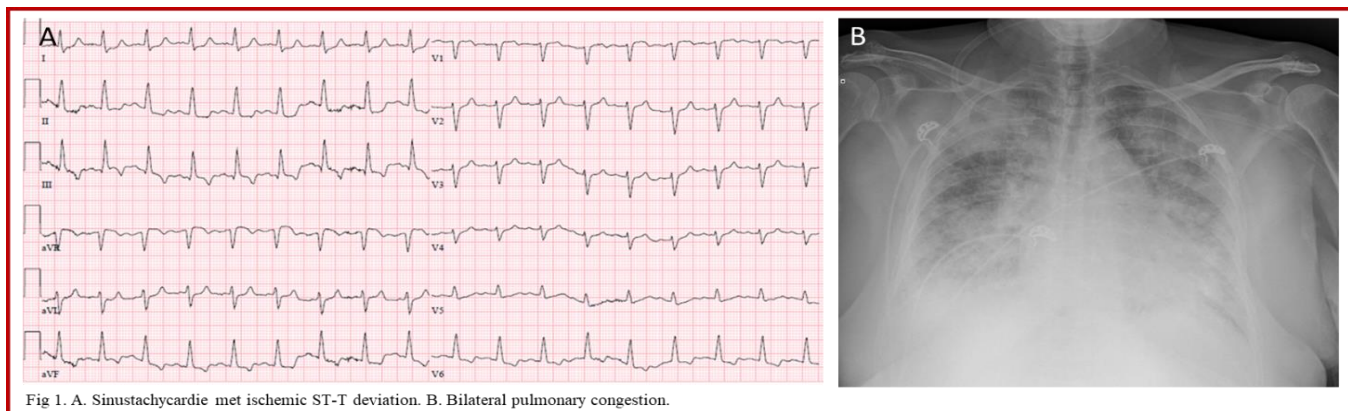 A
B
I
II
III
aVR
aVL
aVF
V1
V2
V3
V4
V5
V6
Fig 1. A. Sinustachycardie met ischemic ST-T deviation. B. Bilateral pulmonary congestion.